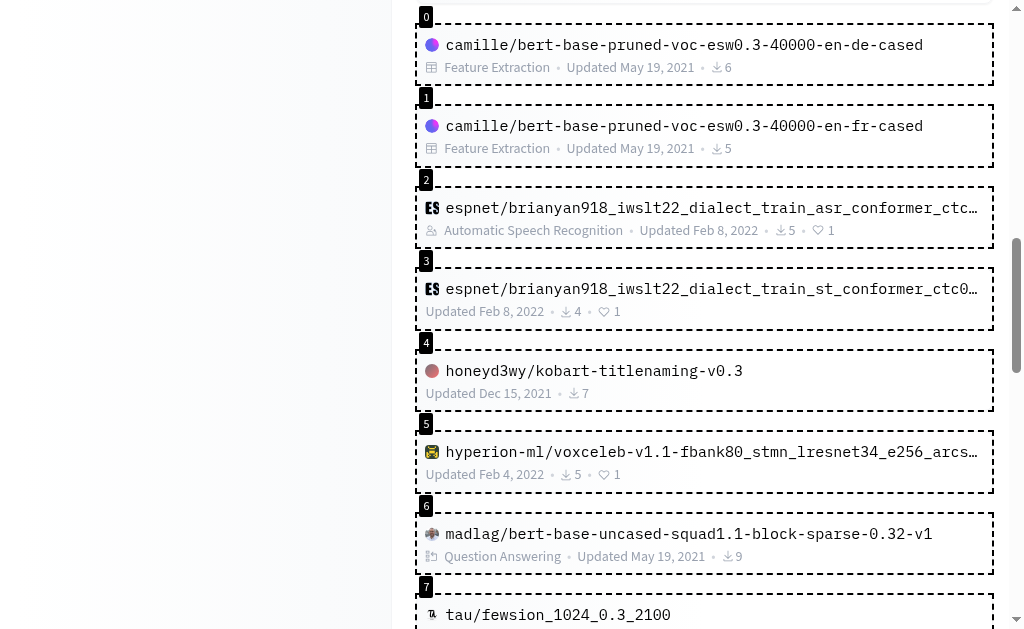 0
camille/bert-base-pruned-voc-esw0.3-40000-en-de-cased
Feature Extraction • Updated May 19, 2021 • 6
1
camille/bert-base-pruned-voc-esw0.3-40000-en-fr-cased
Feature Extraction • Updated May 19, 2021 • 5
2
ES espnet/brianyan918_iwslt22_dialect_train_asr_conformer_ctc…
Automatic Speech Recognition • Updated Feb 8, 2022 • 5 • 1
3
ES espnet/brianyan918_iwslt22_dialect_train_st_conformer_ctc0…
Updated Feb 8, 2022 • 4 • 1
4
honeyd3wy/kobart-titlenaming-v0.3
Updated Dec 15, 2021 • 7
5
hyperion-ml/voxceleb-v1.1-fbank80_stmn_lresnet34_e256_arcs…
Updated Feb 4, 2022 • 5 • 1
6
madlag/bert-base-uncased-squad1.1-block-sparse-0.32-v1
Question Answering • Updated May 19, 2021 • 9
7
tau/fewsion_1024_0.3_2100